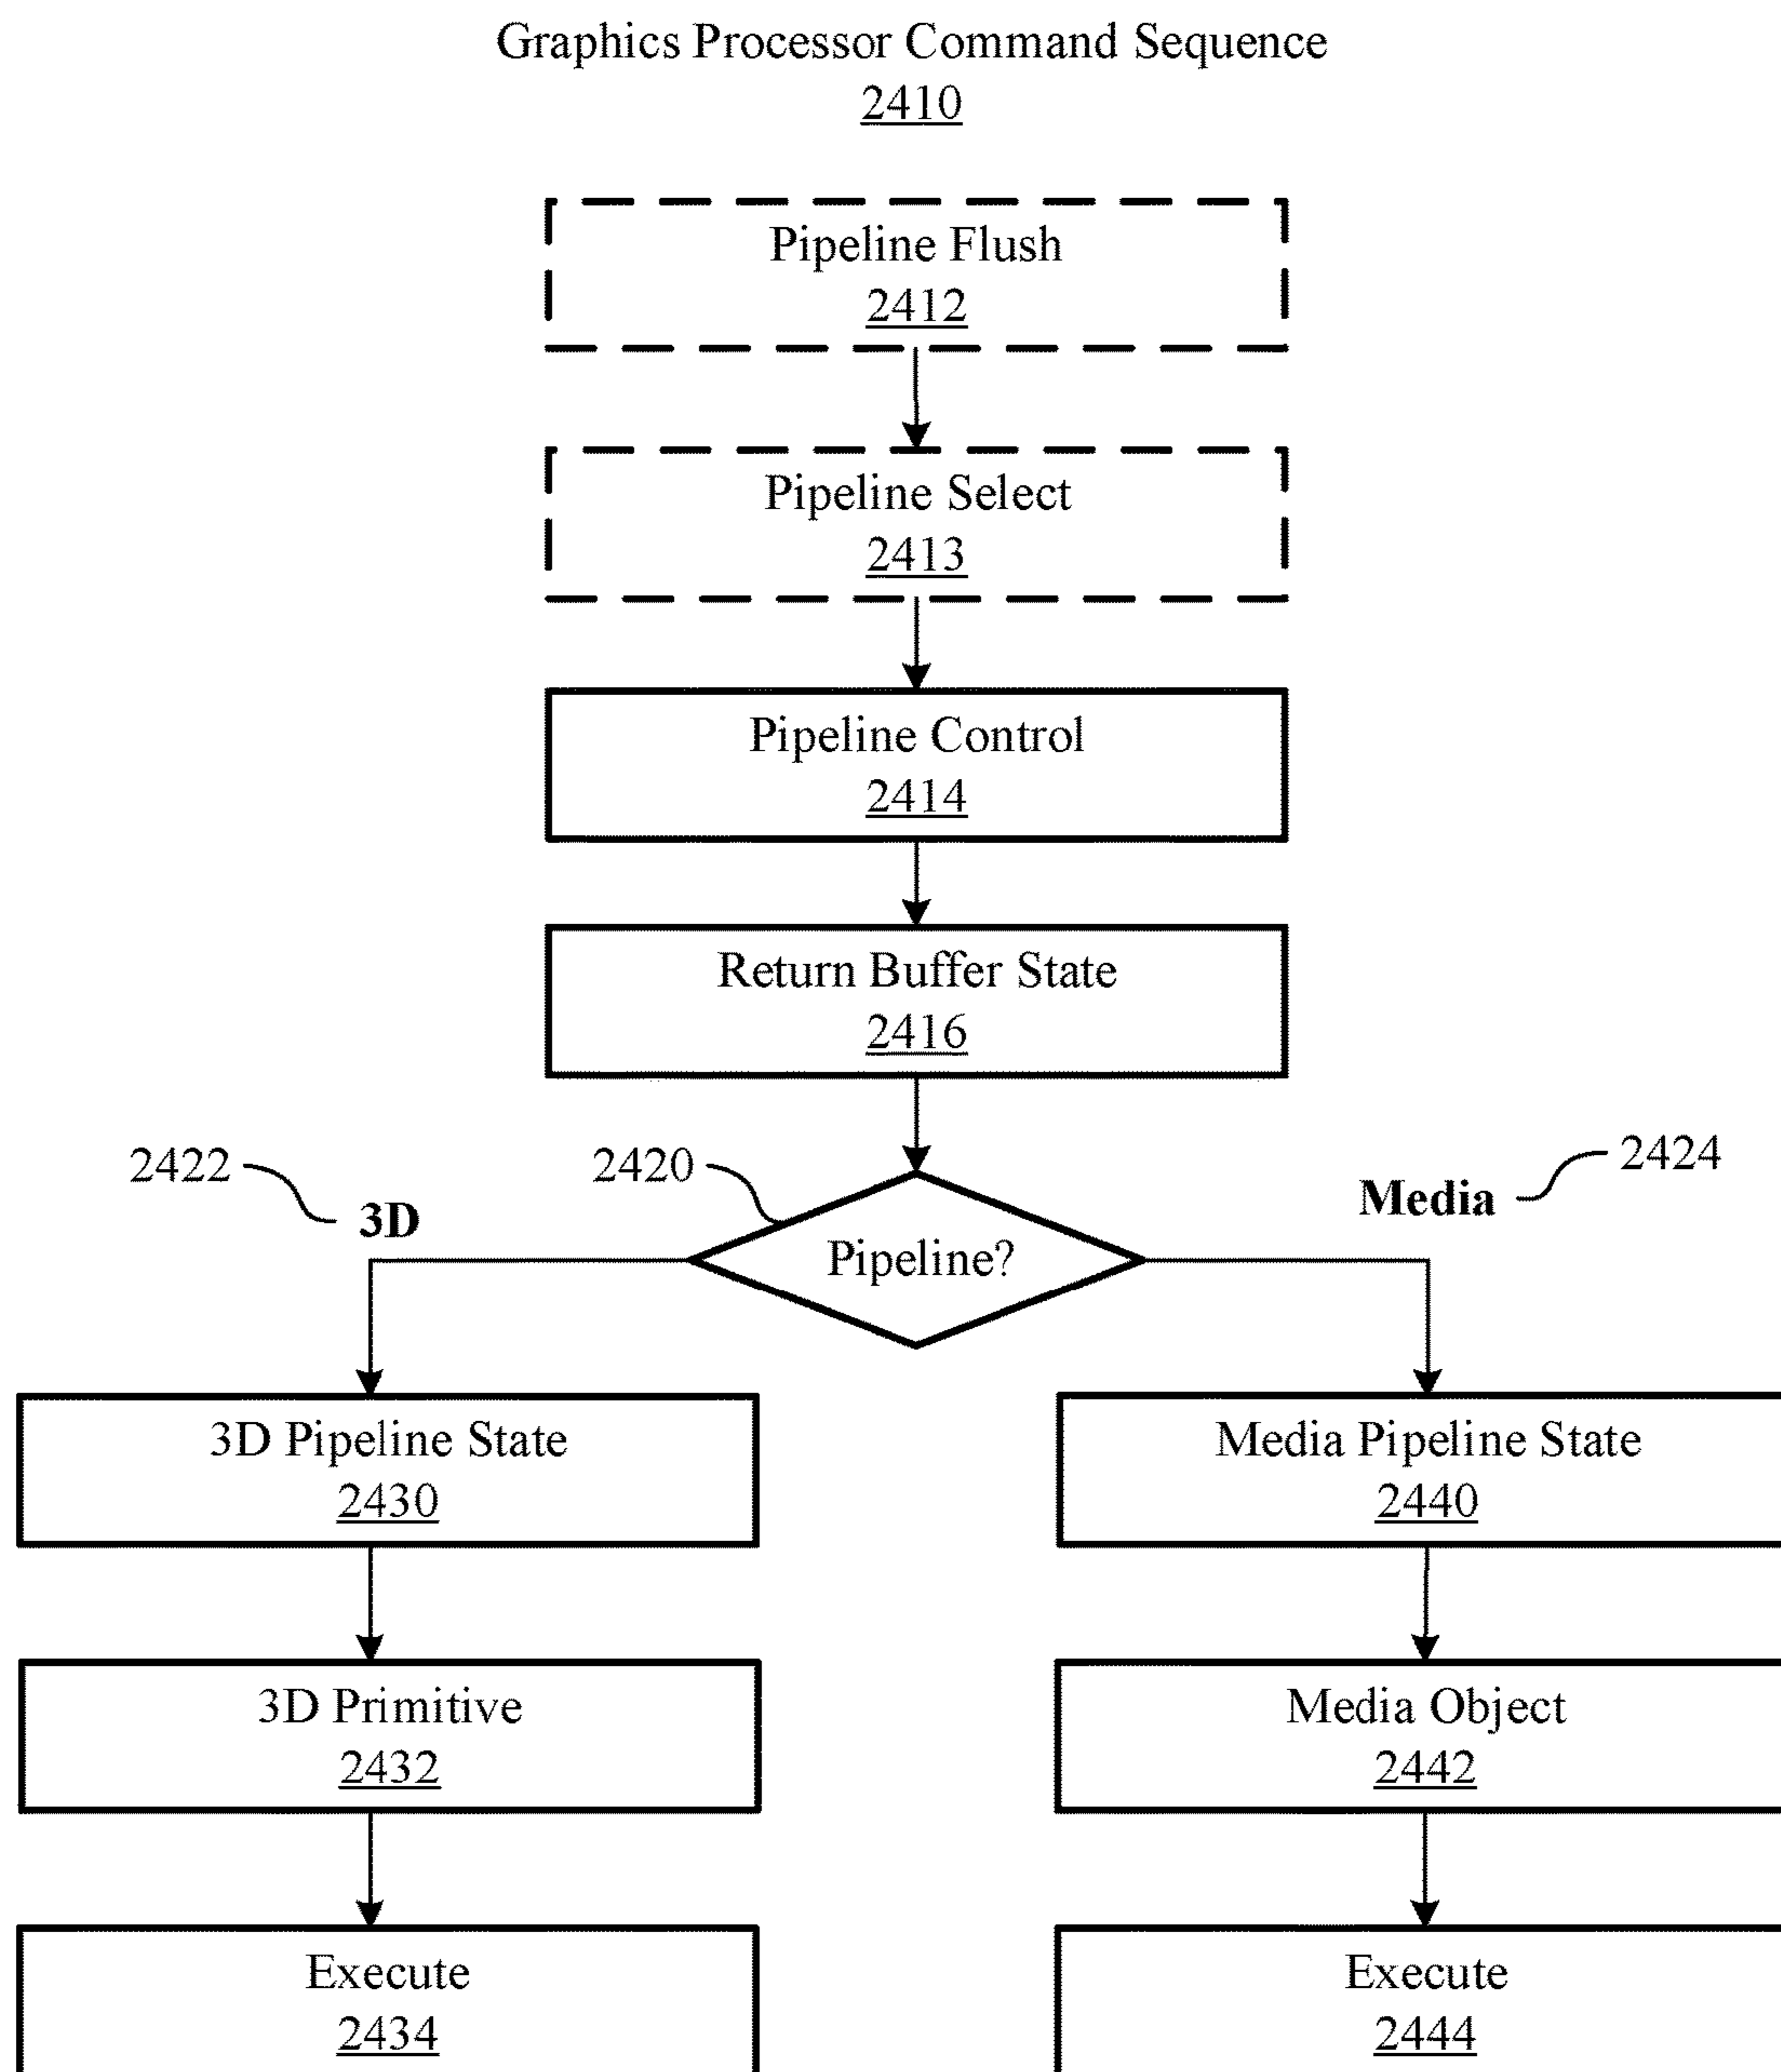 Graphics Processor Command Sequence
2410
Pipeline Flush
2412
Pipeline Select
2413
Pipeline Control
2414
Return Buffer State
2416
2422
3D
2420
Pipeline?
Media
2424
3D Pipeline State
2430
Media Pipeline State
2440
3D Primitive
2432
Media Object
2442
Execute
2434
Execute
2444